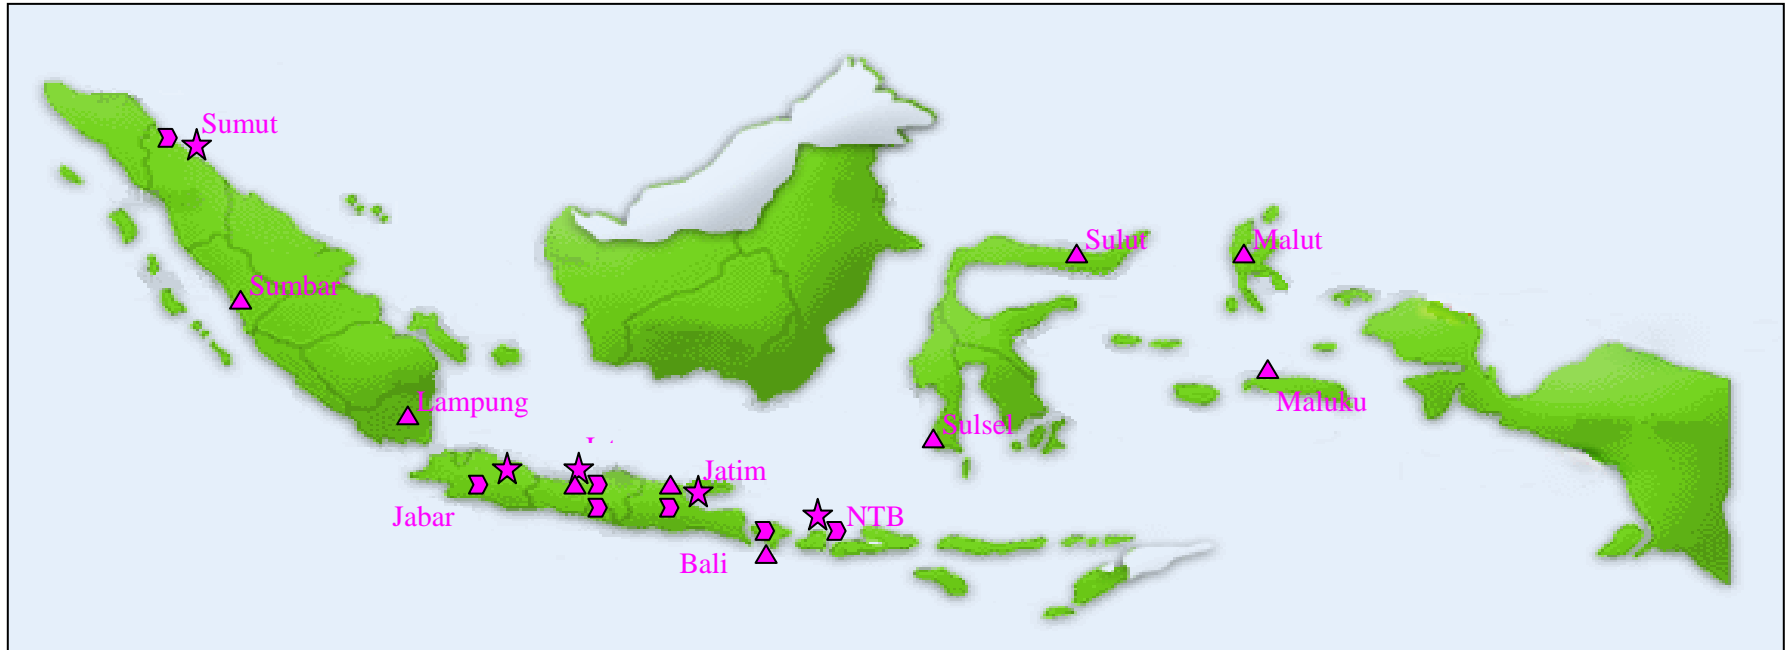 Sumut
Sulut
Malut
Sumbar
Lampung
Maluku
Sulsel
Jatim
Jabar
NTB
Bali